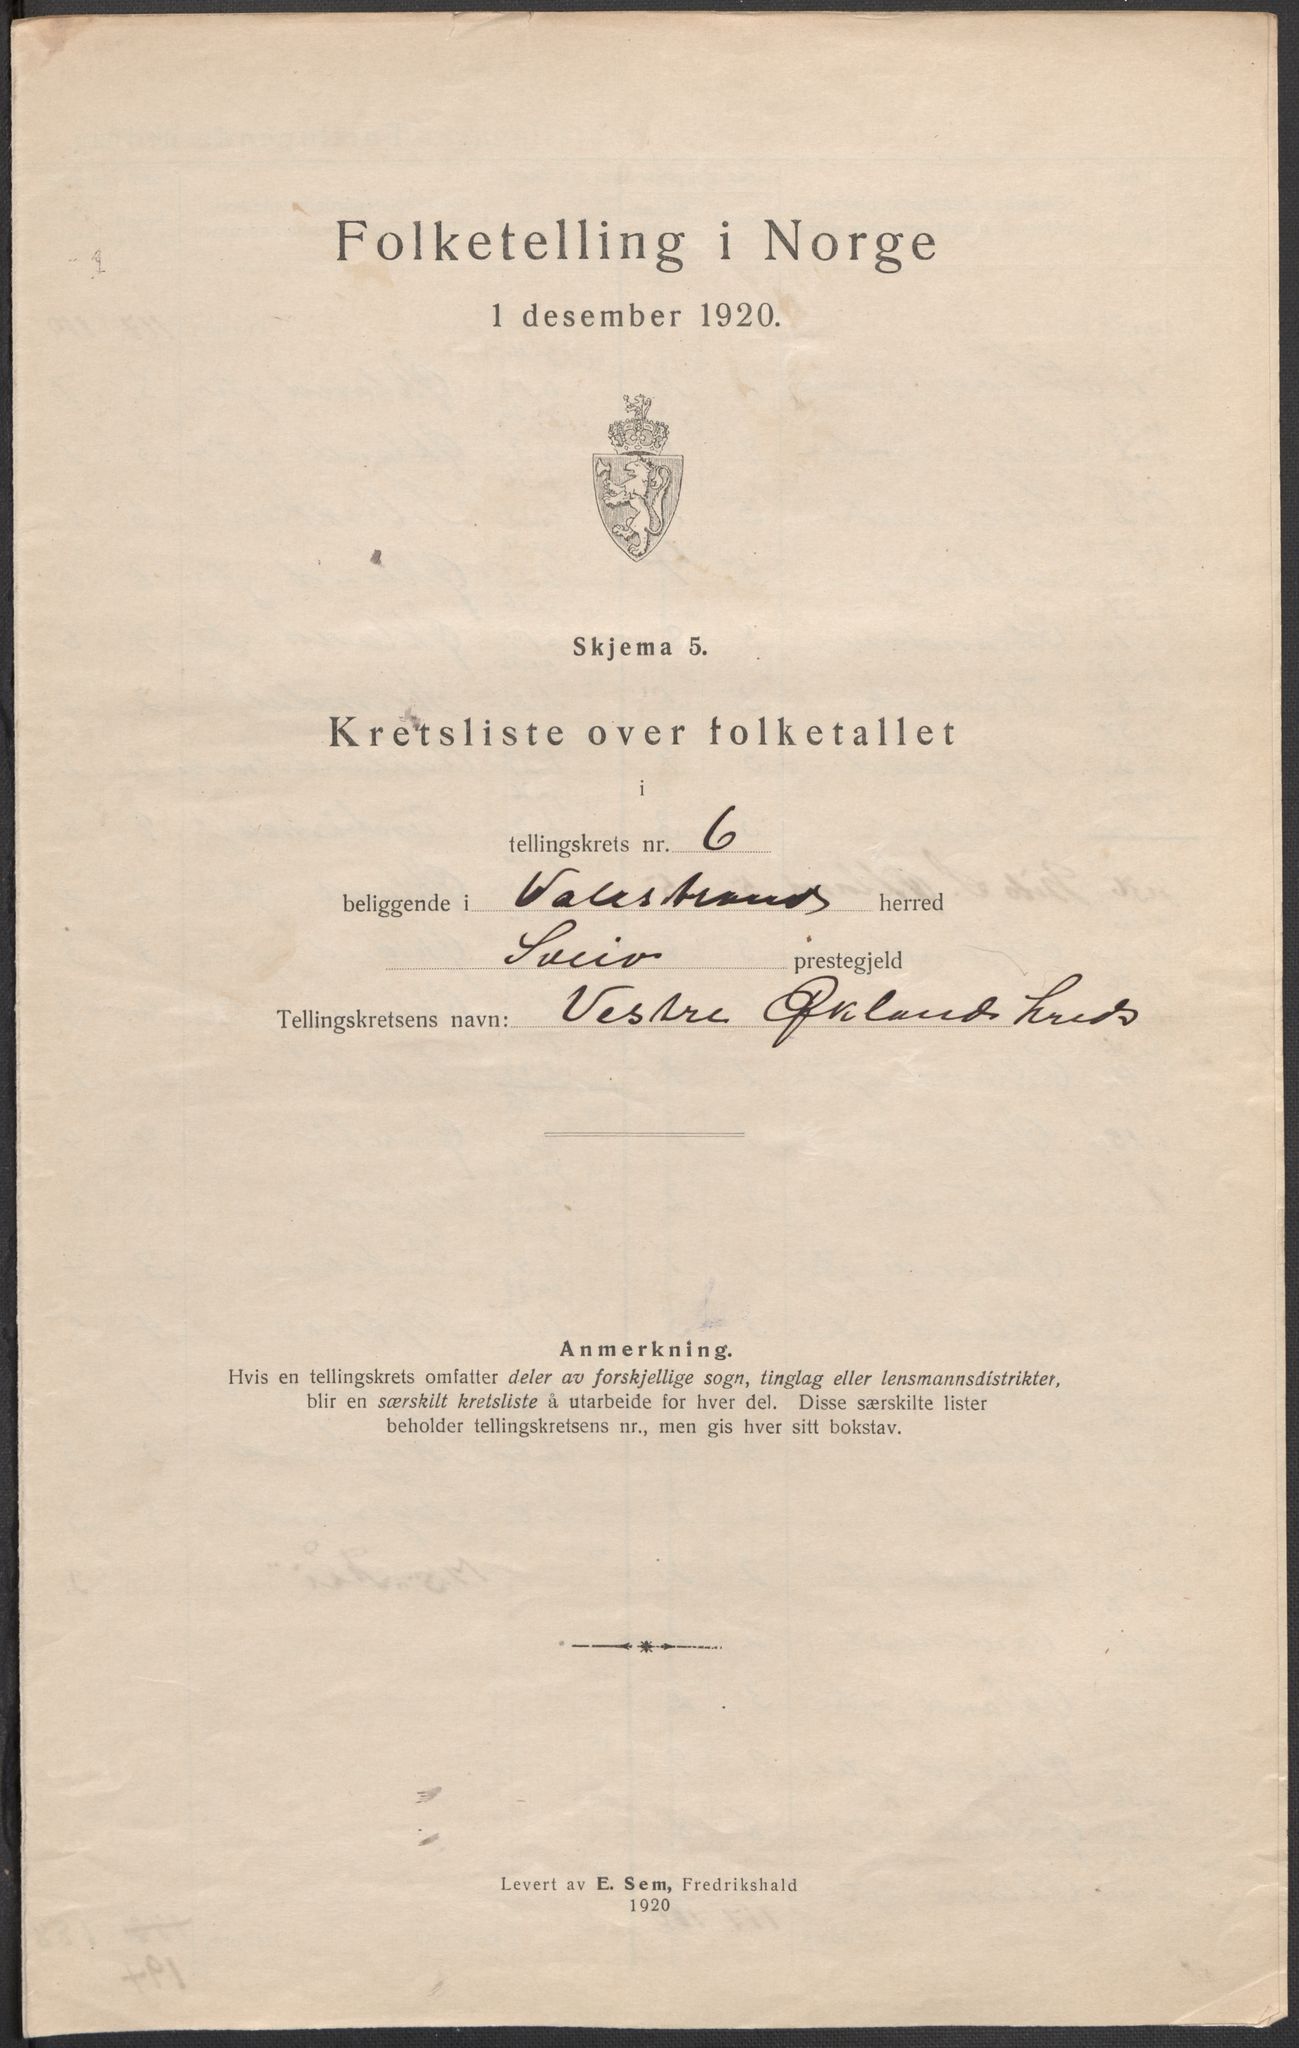 Folketelling i Norge
1 desember 1920.
Skjema 5.
Kretsliste over folketallet
i
tellingskrets nr. 6
beliggende i Valestrands herred
Sveio prestegjeld
Tellingskretsens navn: Vestre Økland kreds
Anmerkning.
Hvis en tellingskrets omfatter deler av forskjellige sogn, tinglag eller lensmannsdistrikter,
blir en særskilt kretsliste å utarbeide for hver del. Disse særskilte lister
beholder tellingskretsens nr., men gis hver sitt bokstav.
Levert av E. Sem, Fredrikshald
1920